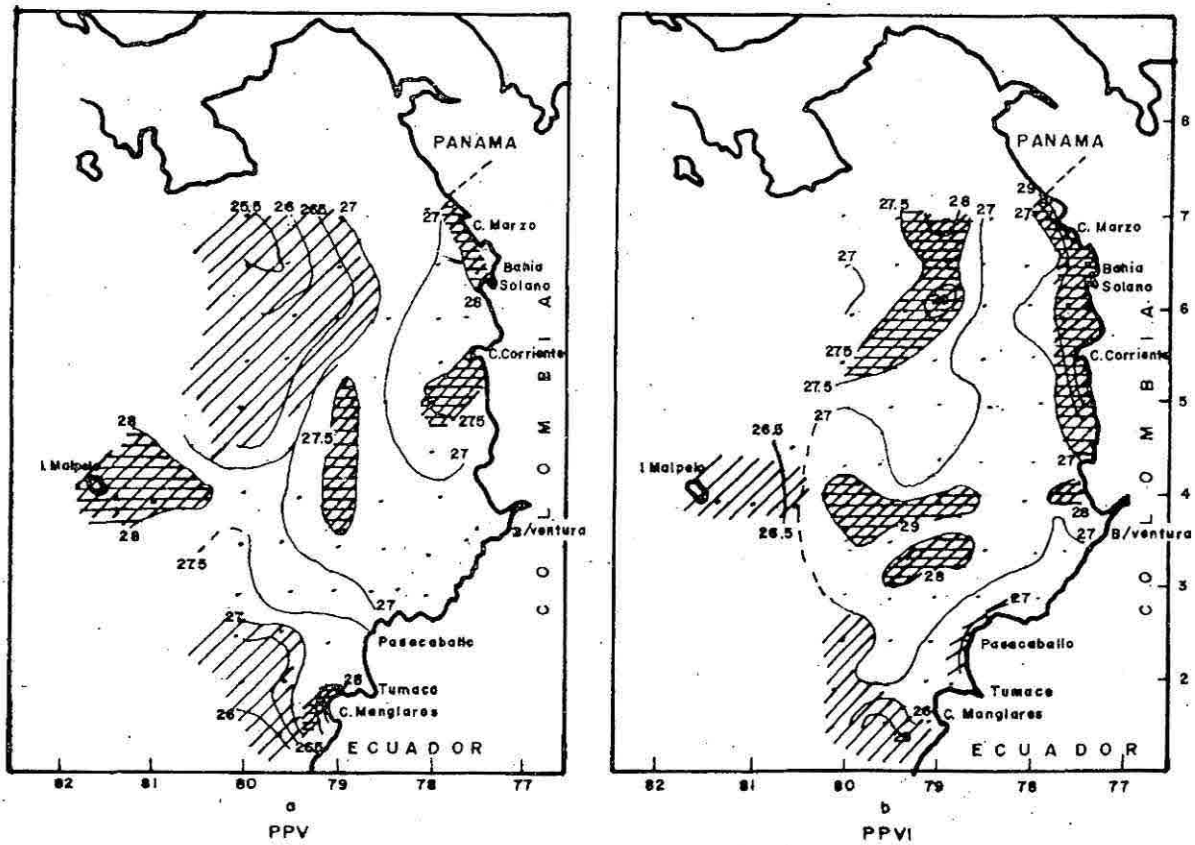 PANAMA
25.5 26 26.5 27
27
C. Marzo
Bahia
Solano
28
C. Corriente
27.5
28
27.5
27
I. Malpelo
28
27.5
B/ventura
27
27
Pasacaballo
28
Tumaco
C. Manglares
26
26.5
ECUADOR
COLOMBIA
82 81 80 79 78 77
a
PPV
PANAMA
29
27.5 28 27
27
C. Marzo
27
Bahia
Solano
27.5
C. Corriente
27.5
27
26.5
27
I. Malpelo
28
29
26.5
B/ventura
27
28
27
Pasacaballo
Tumaco
26
C. Manglares
ECUADOR
COLOMBIA
8
7
6
5
4
3
2
82 81 80 79 78 77
b
PPVI